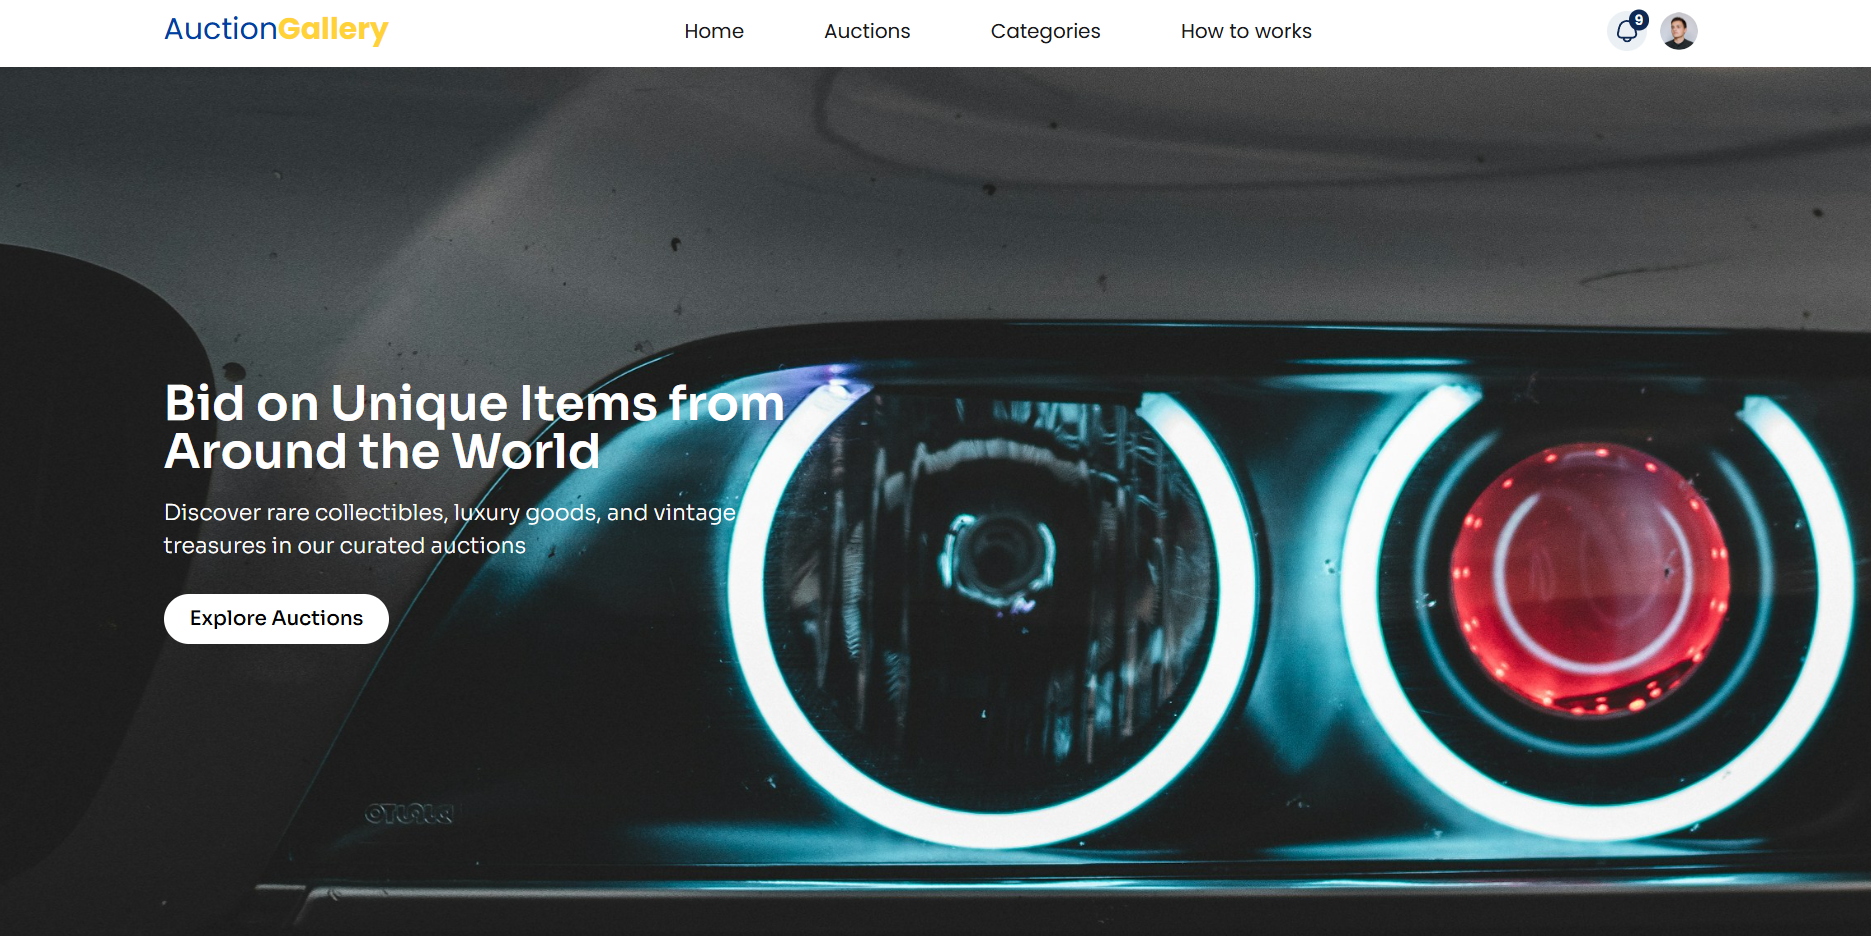 AuctionGallery
Home
Auctions
Categories
How to works
9
Bid on Unique Items from
Around the World
Discover rare collectibles, luxury goods, and vintage
treasures in our curated auctions
Explore Auctions